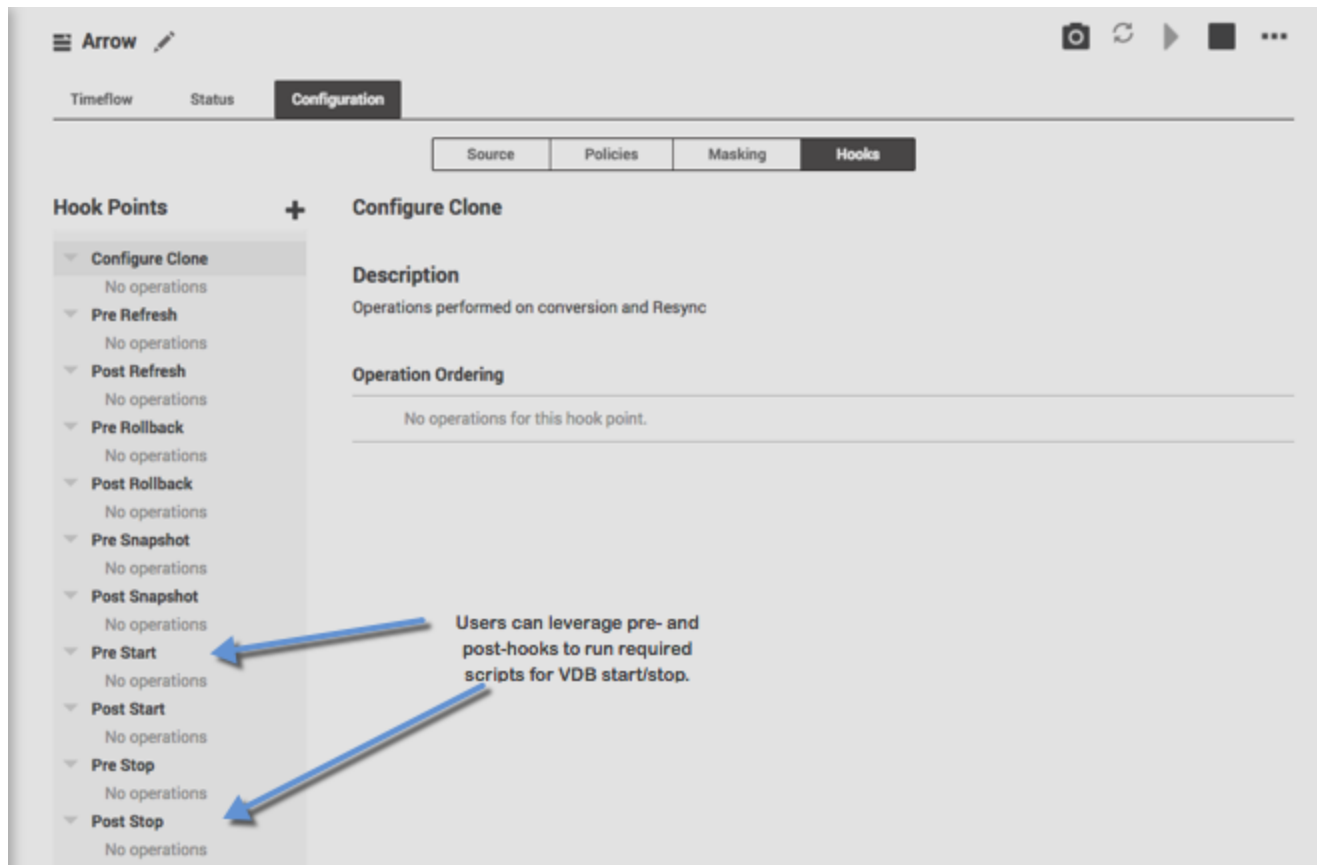 Arrow
Timeflow Status Configuration
Source Policies Masking Hooks
Hook Points
Configure Clone
No operations
Pre Refresh
No operations
Post Refresh
No operations
Pre Rollback
No operations
Post Rollback
No operations
Pre Snapshot
No operations
Post Snapshot
No operations
Pre Start
No operations
Post Start
No operations
Pre Stop
No operations
Post Stop
No operations
Configure Clone
Description
Operations performed on conversion and Resync
Operation Ordering
No operations for this hook point.
Users can leverage pre- and
post-hooks to run required
scripts for VDB start/stop.